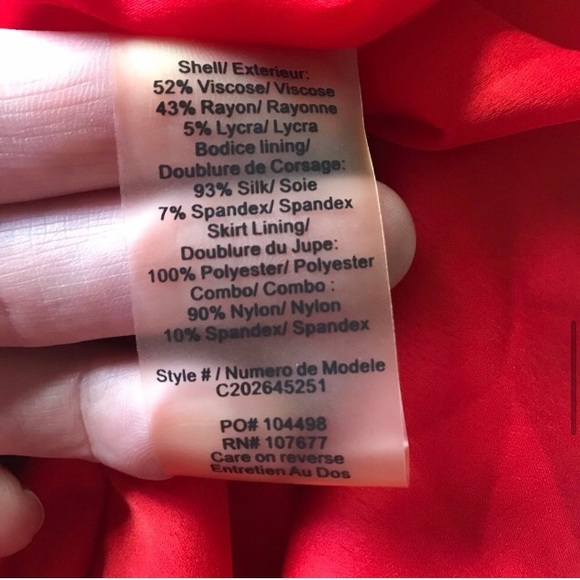 Shell/ Exterieur:
52% Viscose/ Viscose
43% Rayon/ Rayonne
5% Lycra/ Lycra
Bodice lining/
Doublure de Corsage:
93% Silk/ Soie
7% Spandex/ Spandex
Skirt Lining/
Doublure du Jupe:
100% Polyester/ Polyester
Combo/ Combo :
90% Nylon/ Nylon
10% Spandex/ Spandex
Style # / Numero de Modele
C202645251
PO# 104498
RN# 107677
Care on reverse
Entretien Au Dos